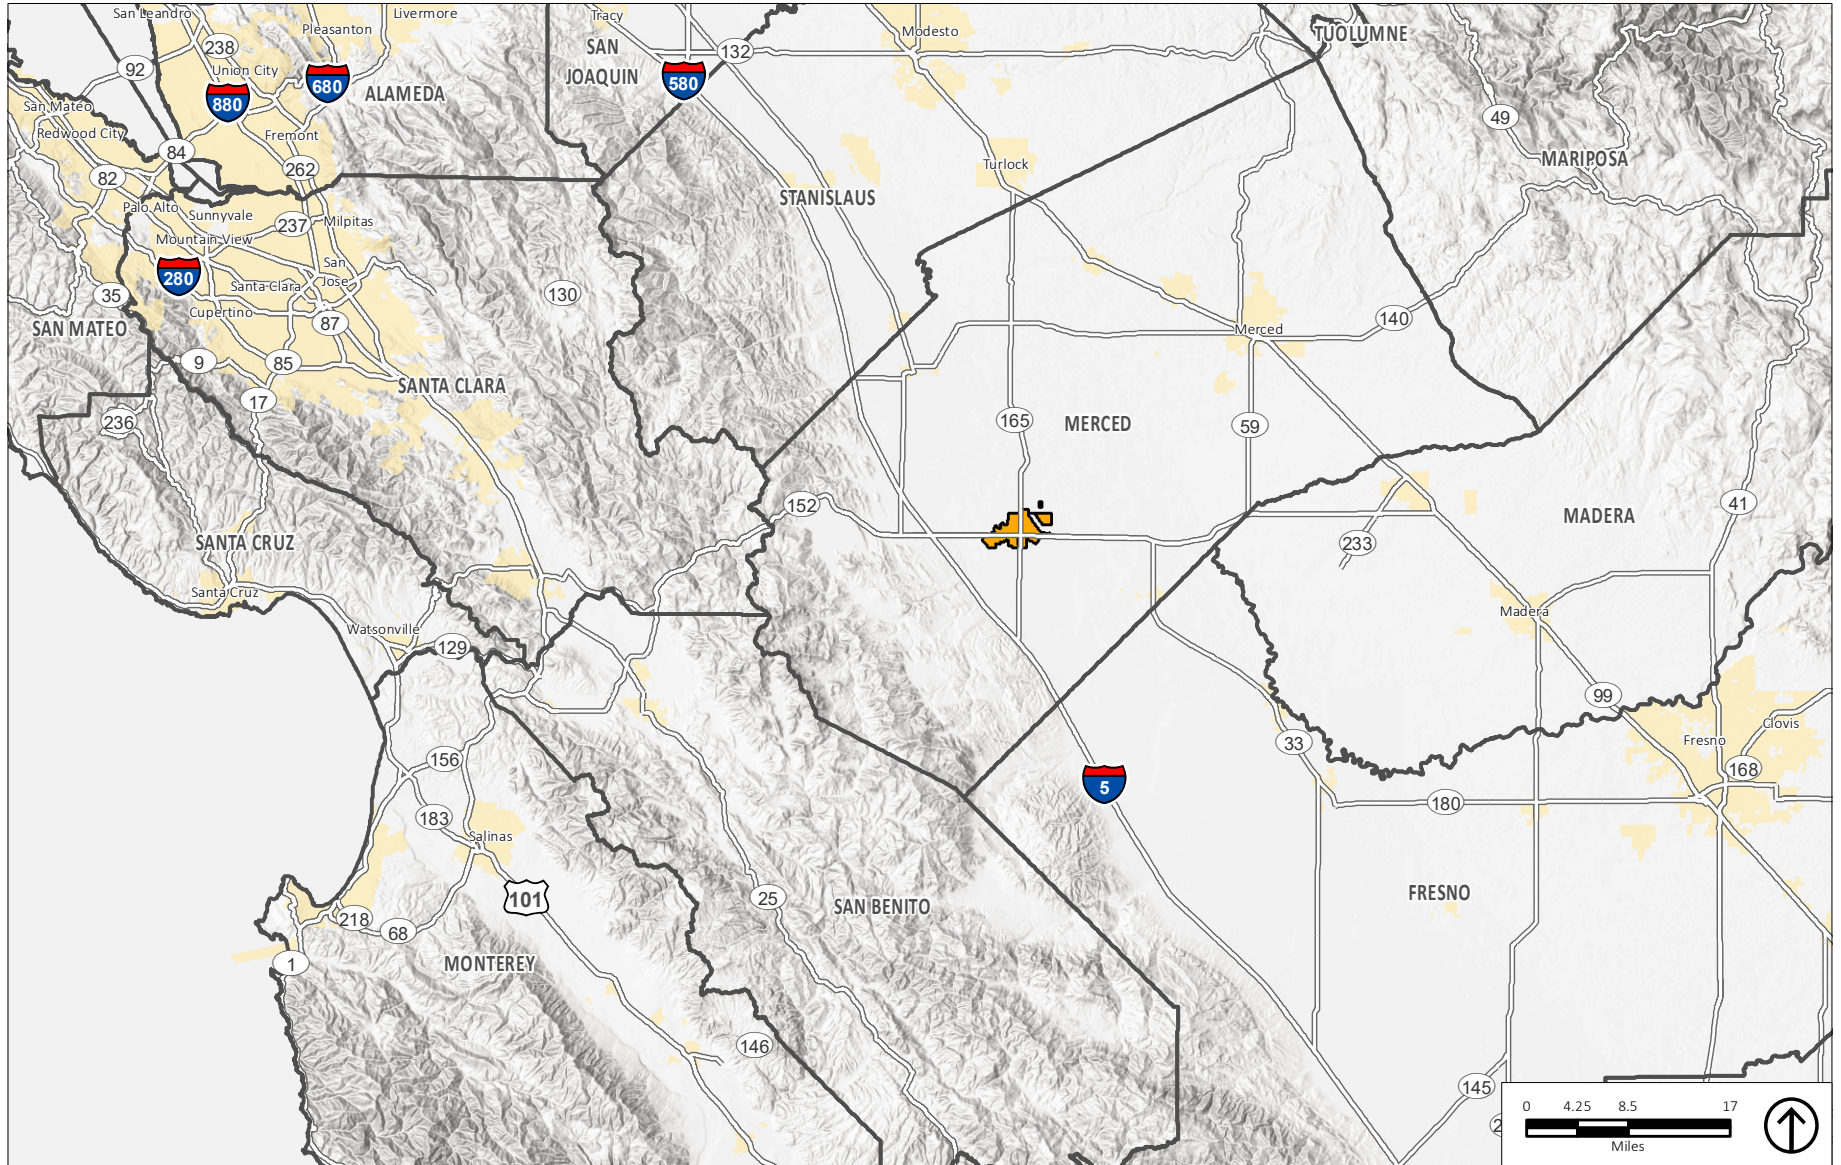 San Leandro
Livermore
Pleasanton
Tracy
Modesto
TUOLUMNE
238
92
Union City
680
880
ALAMEDA
SAN
JOAQUIN
580
132
San Mateo
Redwood City
Fremont
84
262
82
49
MARIPOSA
Turlock
STANISLAUS
Palo Alto
Sunnyvale
237
Milpitas
Mountain View
280
San
Jose
Santa Clara
Cupertino
35
87
130
SAN MATEO
9
85
17
SANTA CLARA
236
140
Merced
165
MERCED
59
152
SANTA CRUZ
Santa Cruz
MADERA
41
233
Madera
Watsonville
129
99
Clovis
Fresno
168
33
156
5
180
183
Salinas
101
25
SAN BENITO
FRESNO
218
68
1
MONTEREY
146
145
0
4.25
8.5
17
Miles